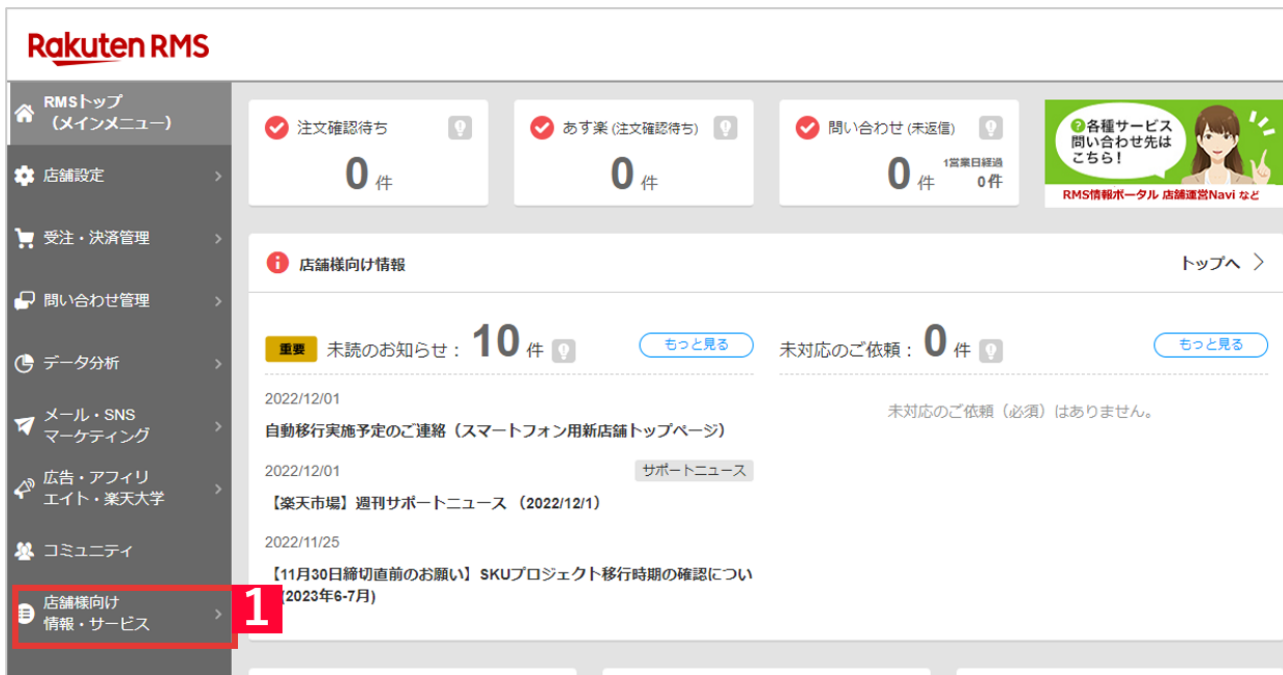 Rakuten RMS
RMSトップ
（メインメニュー）
店舗設定
受注・決済管理
問い合わせ管理
データ分析
メール・SNS
マーケティング
広告・アフィリ
エイト・楽天大学
コミュニティ
店舗様向け
情報・サービス
1
注文確認待ち
0 件
あす楽 (注文確認待ち)
0 件
問い合わせ (未返信)
0 件
1営業日経過
0 件
?各種サービス
問い合わせ先は
こちら！
RMS情報ポータル 店舗運営Navi など
店舗様向け情報
トップへ
重要 未読のお知らせ： 10 件 もっと見る
2022/12/01
自動移行実施予定のご連絡（スマートフォン用新店舗トップページ）
2022/12/01 サポートニュース
【楽天市場】週刊サポートニュース （2022/12/1）
2022/11/25
【11月30日締切直前のお願い】SKUプロジェクト移行時期の確認につい
(2023年6-7月)
未対応のご依頼： 0 件 もっと見る
未対応のご依頼（必須）はありません。